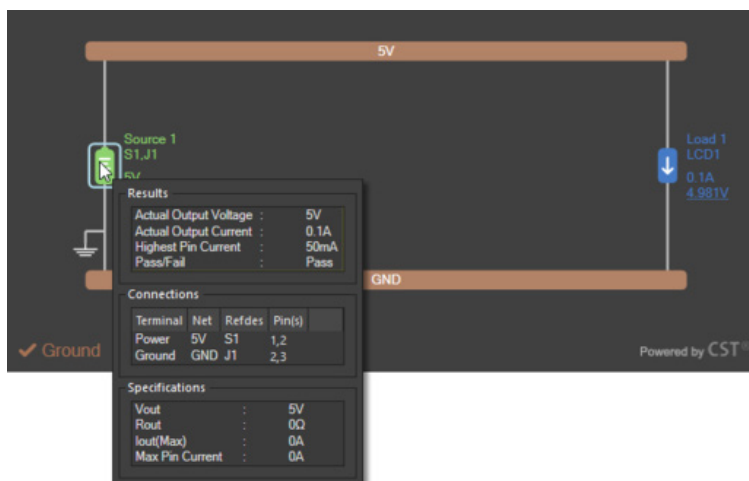 5V
Source 1
S1,J1
5V
Load 1
LCD1
0.1A
4.981V
Results
Actual Output Voltage : 5V
Actual Output Current : 0.1A
Highest Pin Current : 50mA
Pass/Fail : Pass
GND
Connections
Terminal Net Refdes Pin(s)
Power 5V S1 1,2
Ground GND J1 2,3
Ground
Powered by CST®
Specifications
Vout : 5V
Rout : 0Ω
Iout(Max) : 0A
Max Pin Current : 0A